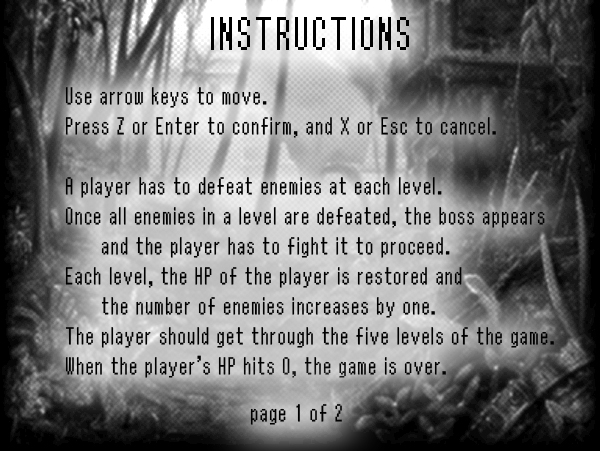 INSTRUCTIONS
Use arrow keys to move.
Press Z or Enter to confirm, and X or Esc to cancel.
A player has to defeat enemies at each level.
Once all enemies in a level are defeated, the boss appears
and the player has to fight it to proceed.
Each level, the HP of the player is restored and
the number of enemies increases by one.
The player should get through the five levels of the game.
When the player's HP hits 0, the game is over.
page 1 of 2